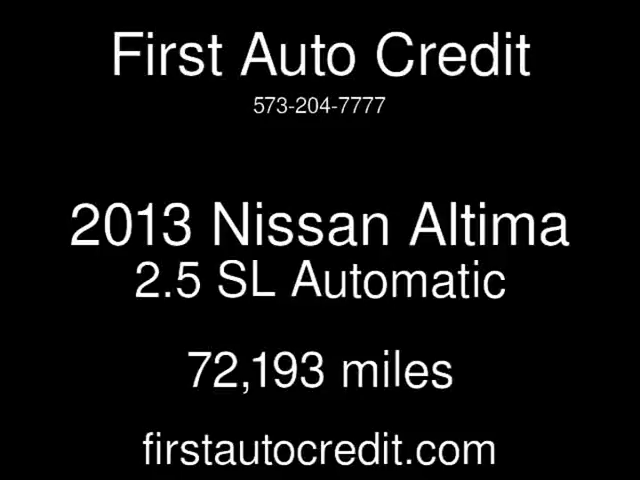 First Auto Credit
573-204-7777
2013 Nissan Altima
2.5 SL Automatic
72,193 miles
firstautocredit.com